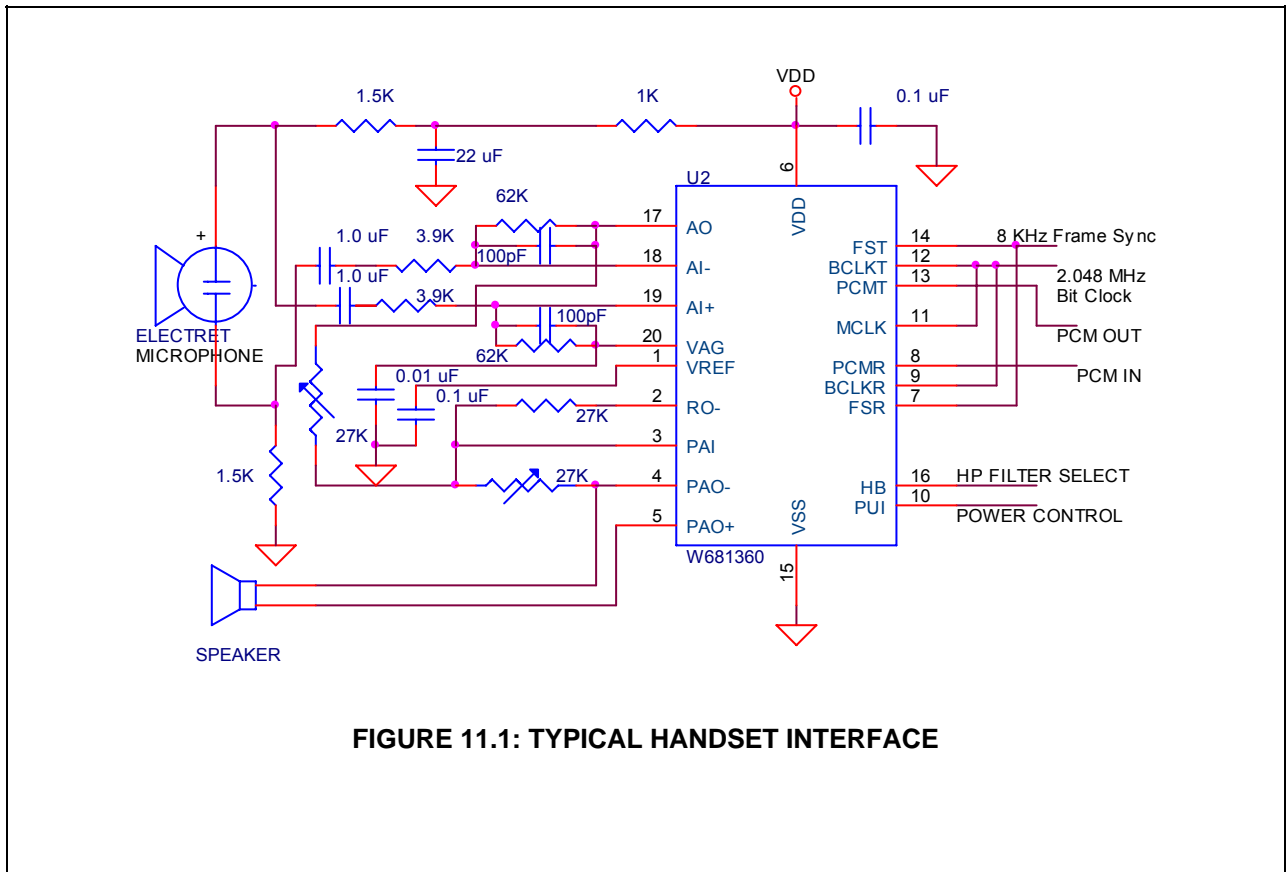 VDD
1.5K
1K
0.1 uF
22 uF
6
U2
62K
VDD
17
AO
14
FST
8 KHz Frame Sync
+
1.0 uF
3.9K
100pF
18
AI-
12
BCLKT
2.048 MHz
Bit Clock
1.0 uF
13
PCMT
3.9K
19
AI+
-
100pF
11
MCLK
PCM OUT
ELECTRET
MICROPHONE
62K
20
VAG
1
VREF
8
PCMR
PCM IN
0.01 uF
9
BCLKR
0.1 uF
2
RO-
7
FSR
27K
27K
3
PAI
1.5K
27K
4
PAO-
16
HB
HP FILTER SELECT
10
PUI
POWER CONTROL
5
PAO+
VSS
W681360
15
SPEAKER
FIGURE 11.1: TYPICAL HANDSET INTERFACE